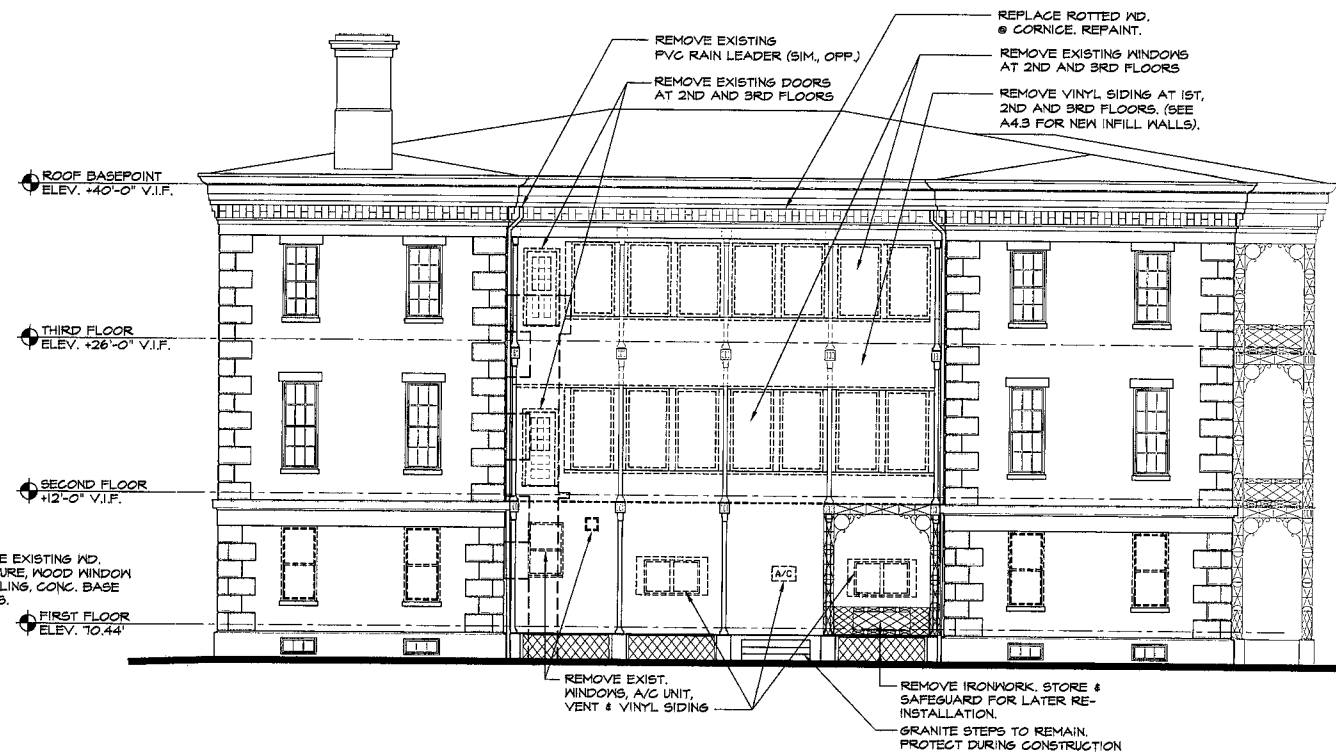 REPLACE ROTTED WD.
@ CORNICE. REPAINT.
REMOVE EXISTING
PVC RAIN LEADER (SIM., OPP.)
REMOVE EXISTING WINDOWS
AT 2ND AND 3RD FLOORS
REMOVE EXISTING DOORS
AT 2ND AND 3RD FLOORS
REMOVE VINYL SIDING AT 1ST,
2ND AND 3RD FLOORS. (SEE
A4.3 FOR NEW INFILL WALLS).
ROOF BASEPOINT
ELEV. +40'-0" V.I.F.
THIRD FLOOR
ELEV. +26'-0" V.I.F.
SECOND FLOOR
+12'-0" V.I.F.
E EXISTING WD.
URE, WOOD WINDOW
LING, CONC. BASE
S.
FIRST FLOOR
ELEV. 70.44'
A/C
REMOVE EXIST.
WINDOWS, A/C UNIT,
VENT & VINYL SIDING
REMOVE IRONWORK. STORE &
SAFEGUARD FOR LATER RE-
INSTALLATION.
GRANITE STEPS TO REMAIN.
PROTECT DURING CONSTRUCTION